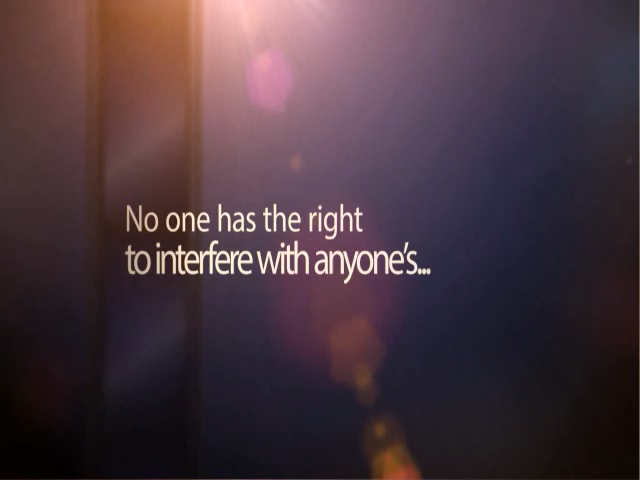 No one has the right
to interfere with anyone's...